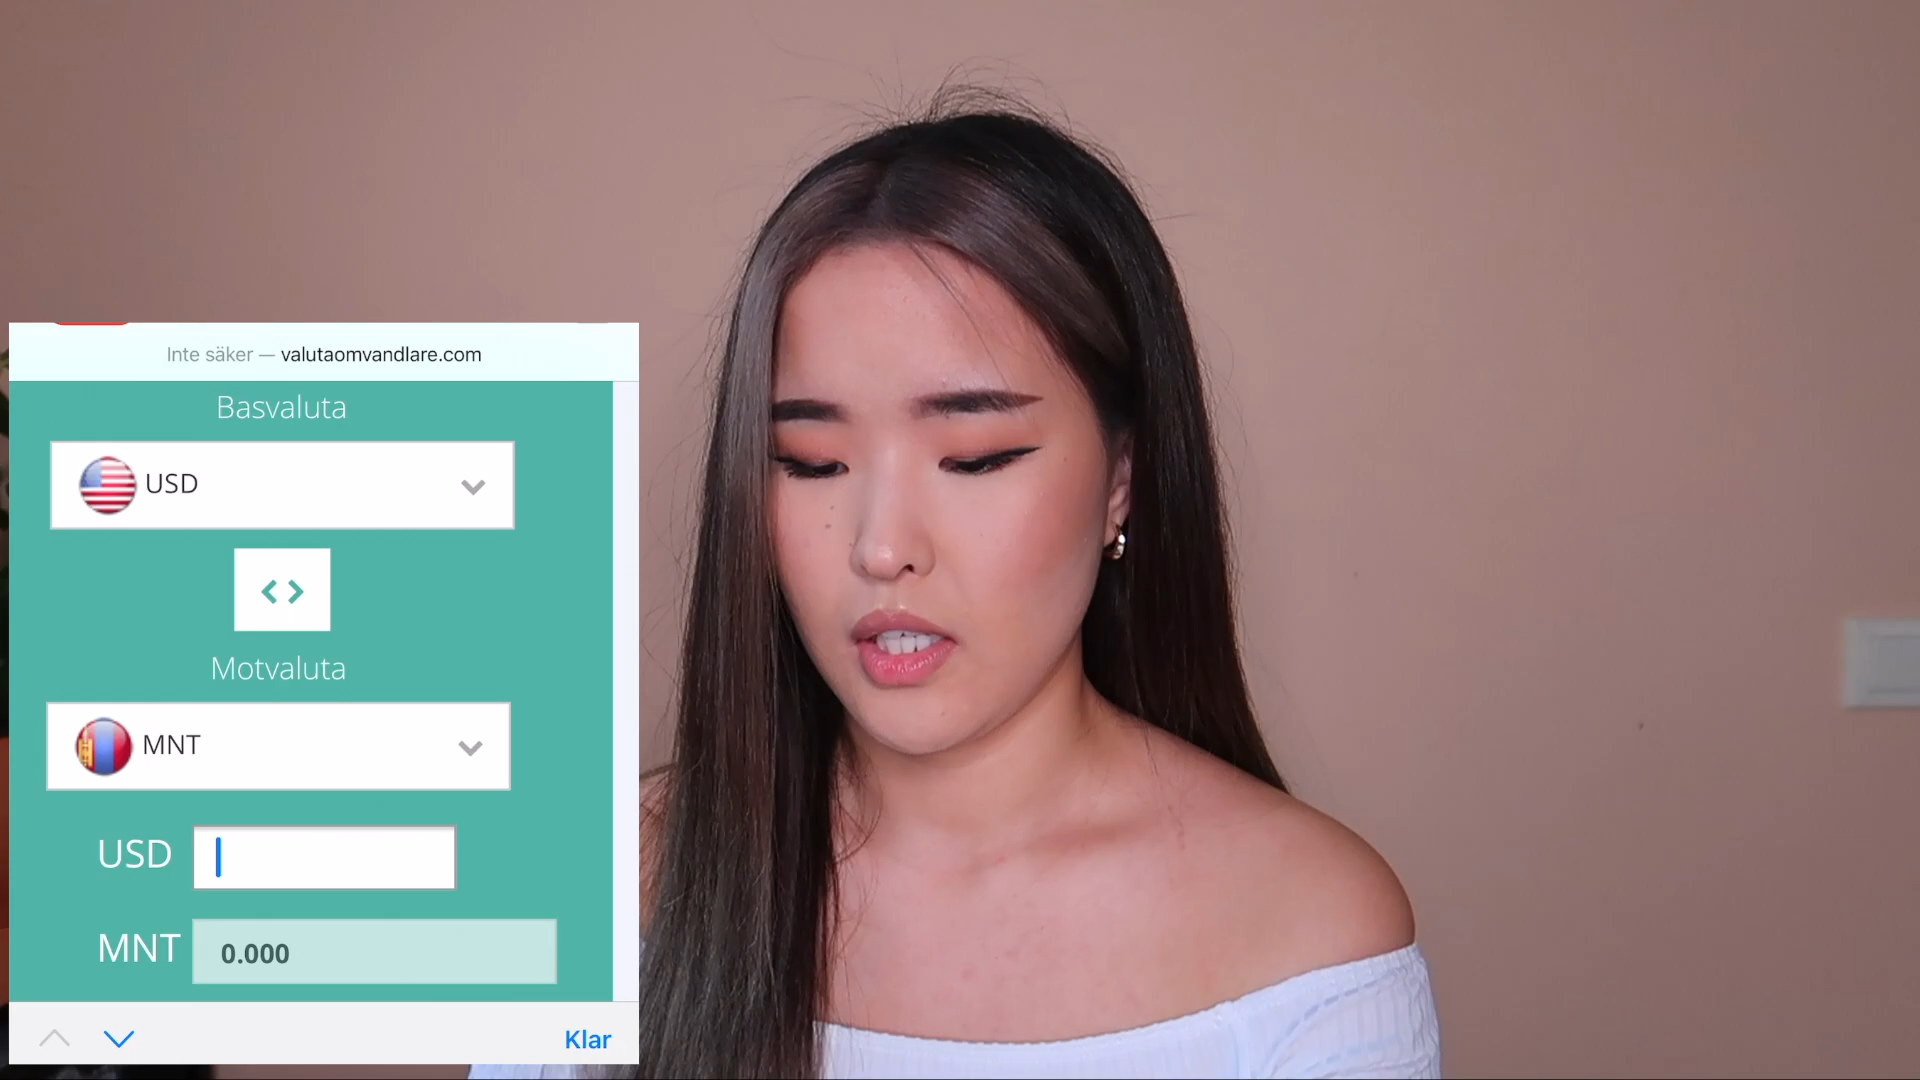 Inte säker — valutaomvandlare.com
Basvaluta
USD
Motvaluta
MNT
USD
MNT 0.000
Klar